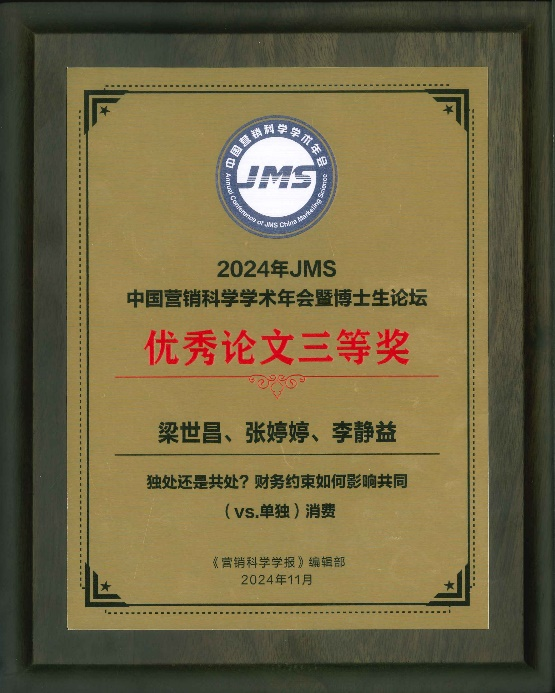 中国营销科学学术年会
JMS
Annual Conference of JMS China Marketing Science
2024年JMS
中国营销科学学术年会暨博士生论坛
优秀论文三等奖
梁世昌、张婷婷、李静益
独处还是共处？财务约束如何影响共同
（vs.单独）消费
《营销科学学报》编辑部
2024年11月